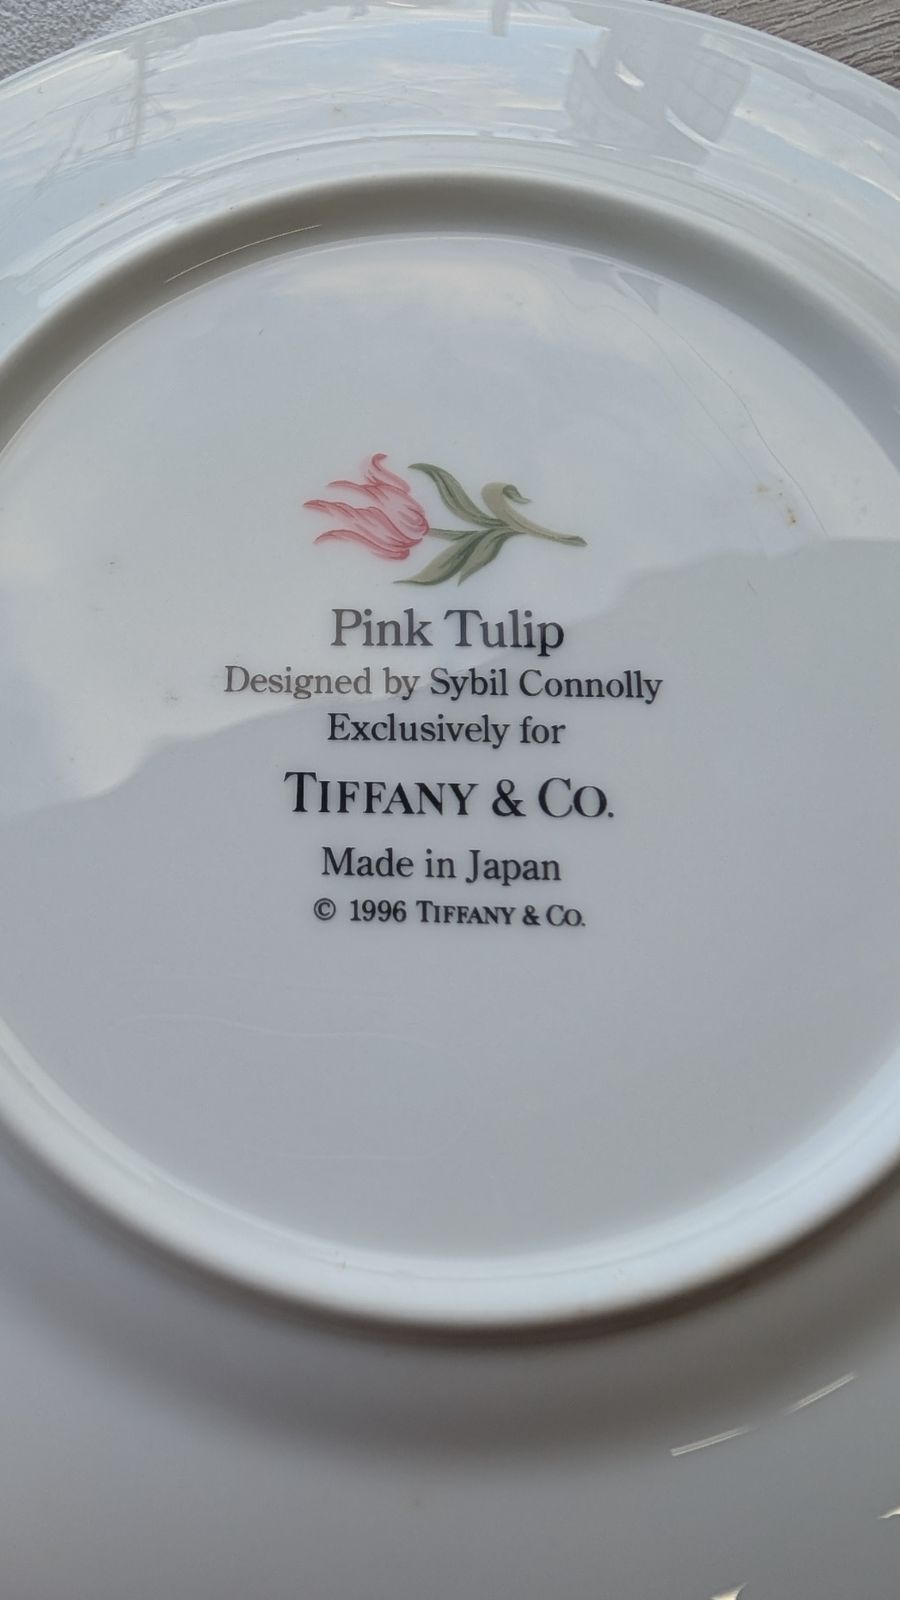 Pink Tulip
Designed by Sybil Connolly
Exclusively for
TIFFANY & CO.
Made in Japan
© 1996 TIFFANY & CO.